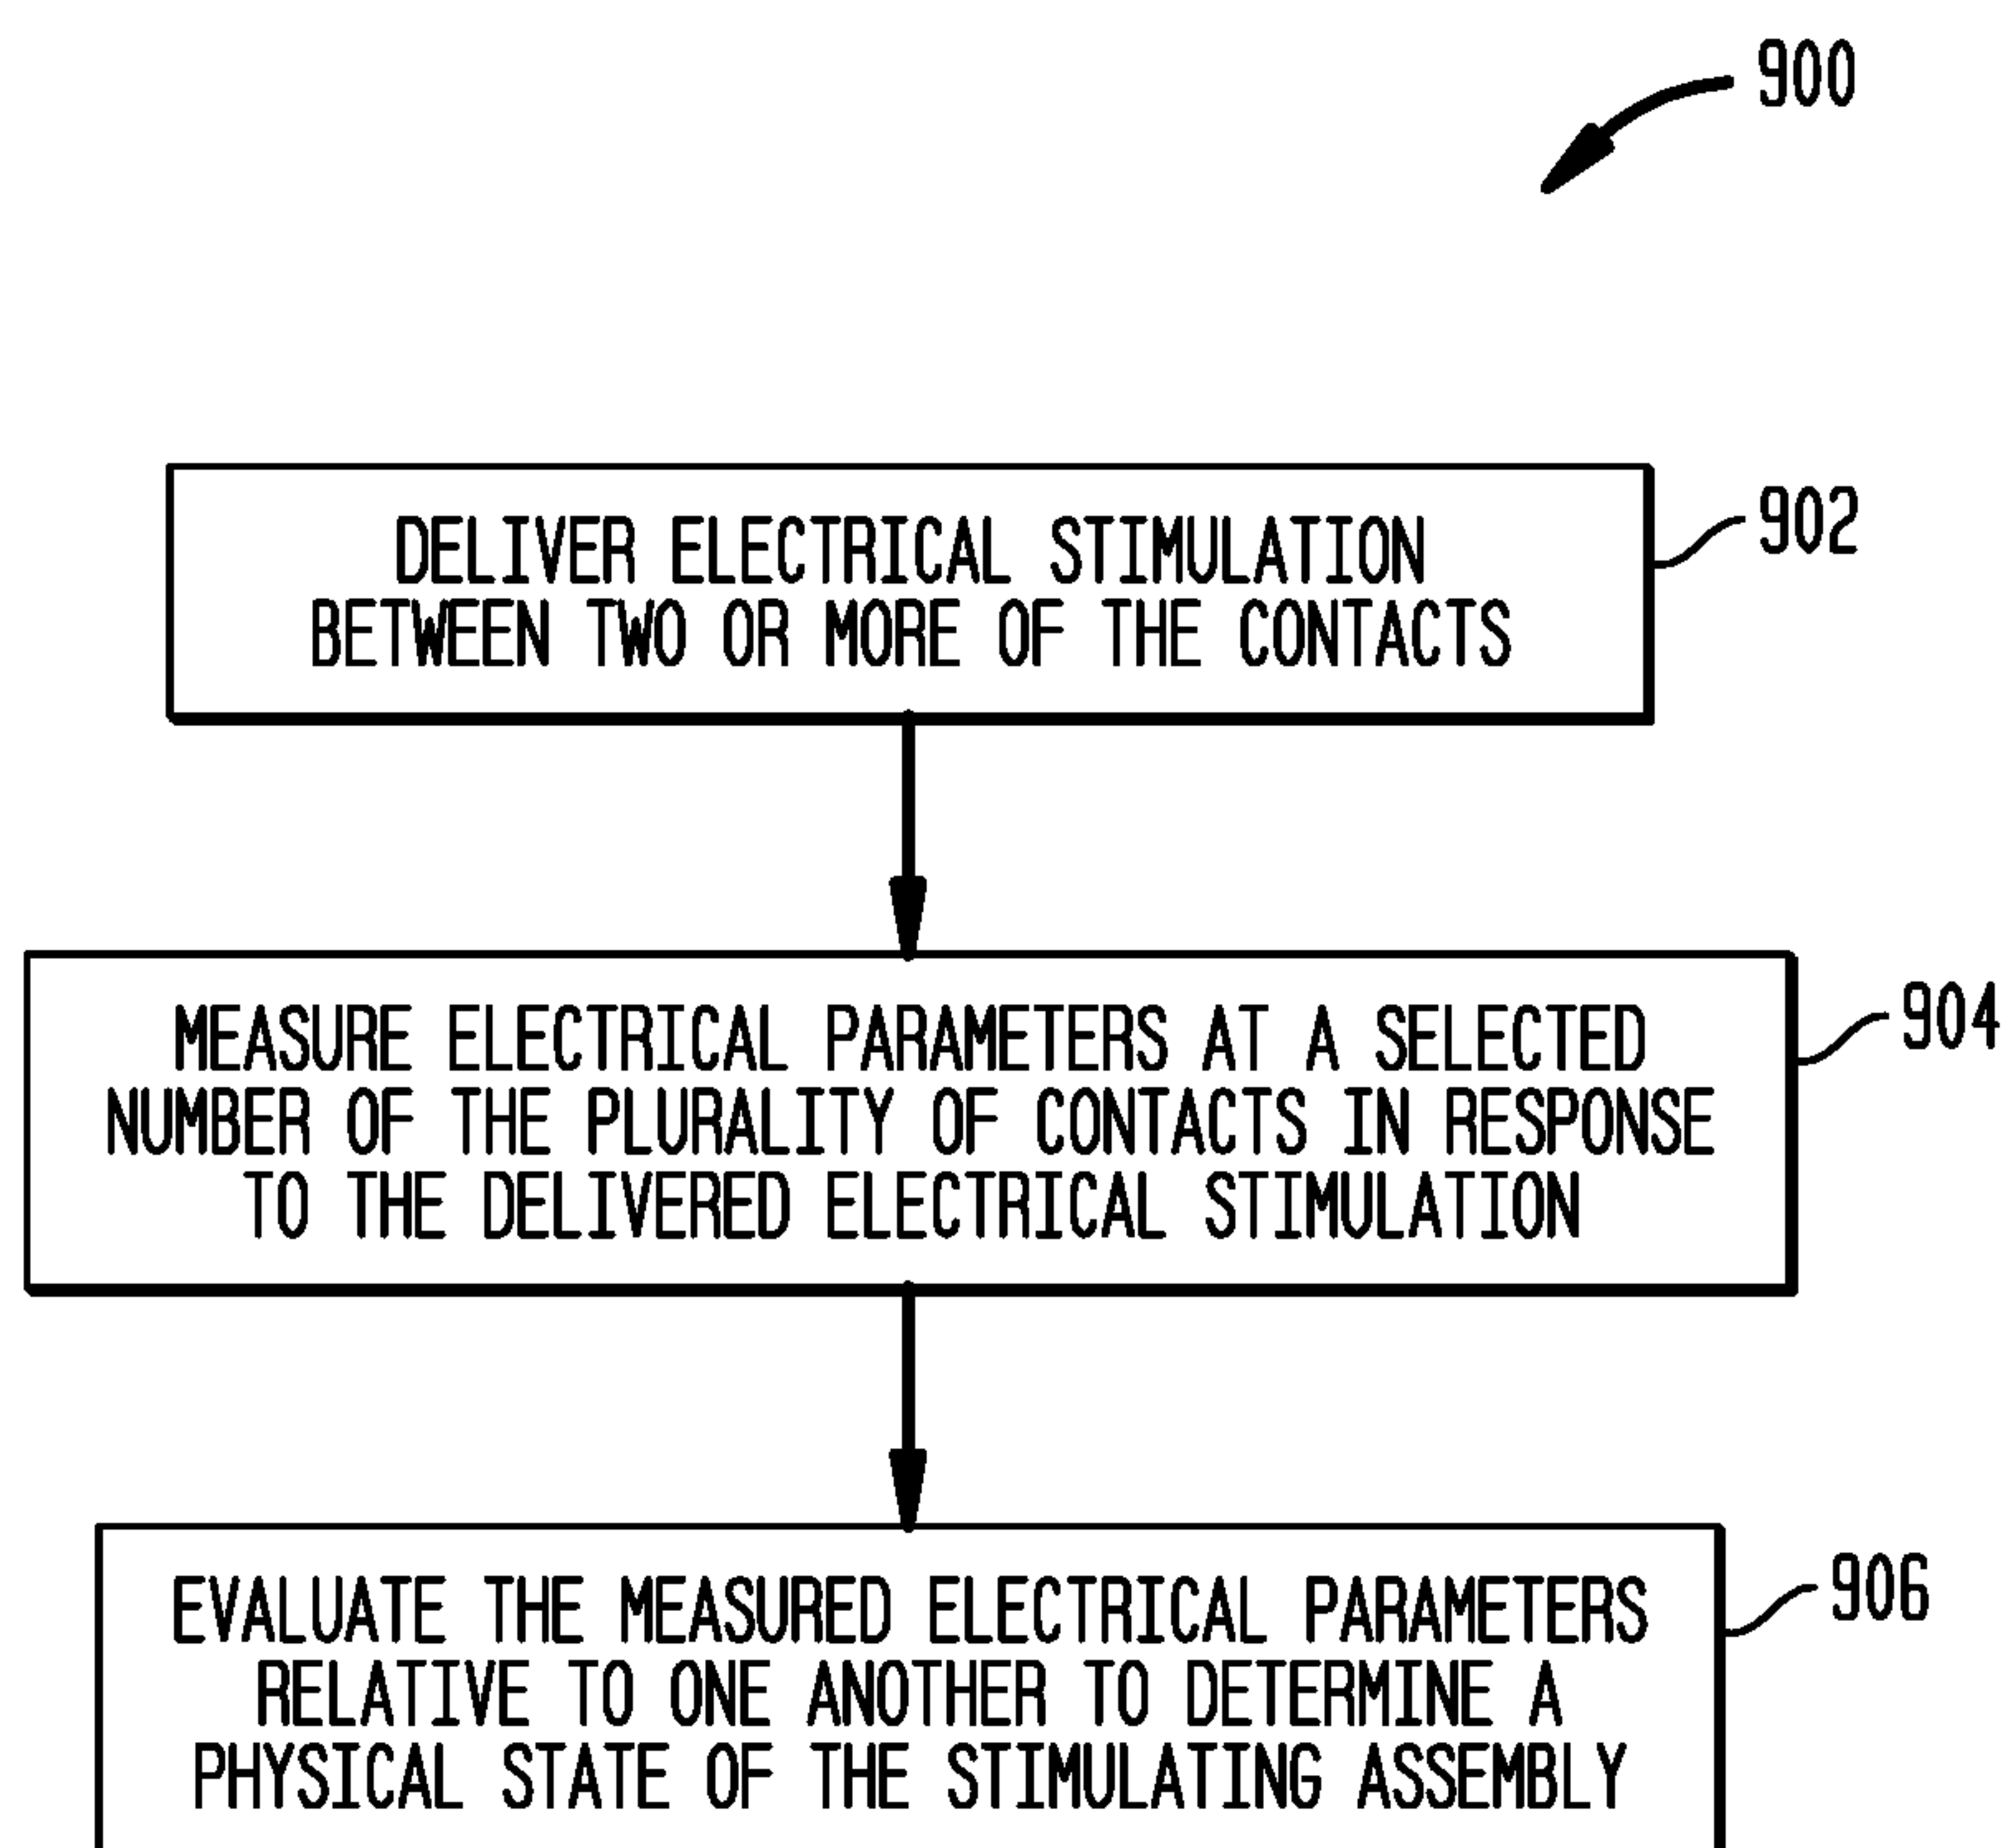 900
DELIVER ELECTRICAL STIMULATION
BETWEEN TWO OR MORE OF THE CONTACTS
902
MEASURE ELECTRICAL PARAMETERS AT A SELECTED
NUMBER OF THE PLURALITY OF CONTACTS IN RESPONSE
TO THE DELIVERED ELECTRICAL STIMULATION
904
EVALUATE THE MEASURED ELECTRICAL PARAMETERS
RELATIVE TO ONE ANOTHER TO DETERMINE A
PHYSICAL STATE OF THE STIMULATING ASSEMBLY
906